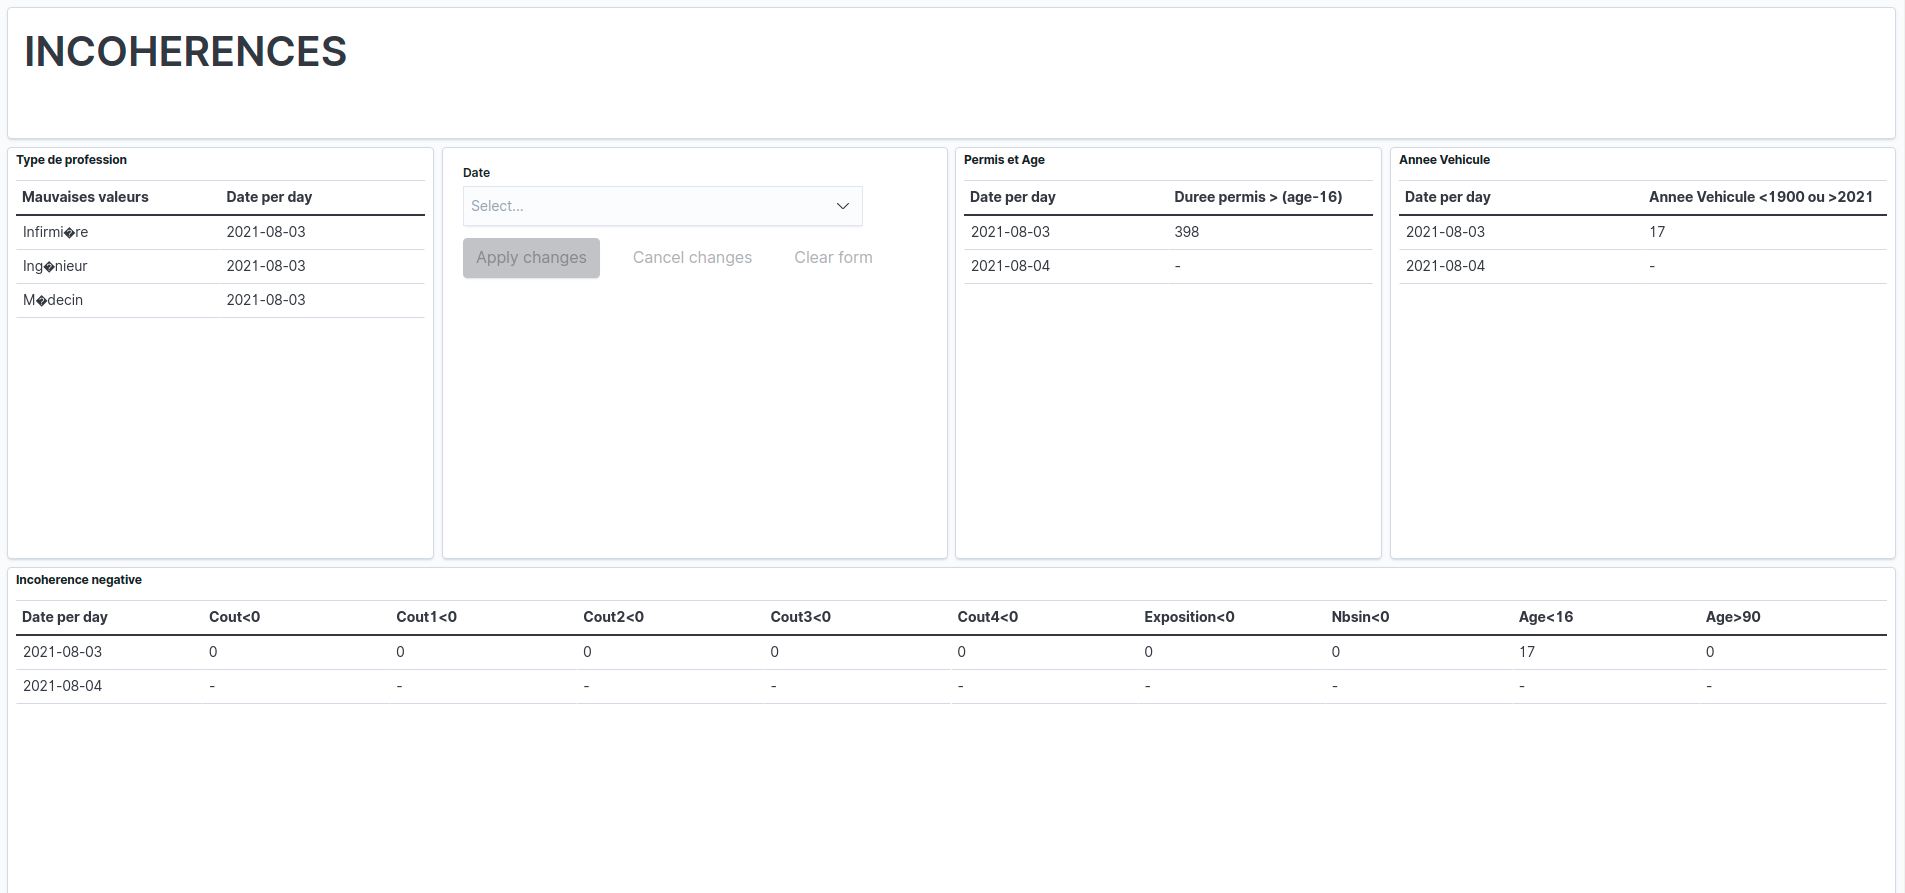 INCOHERENCES
Type de profession
Mauvaises valeurs Date per day
Infirmi�re 2021-08-03
Ing�nieur 2021-08-03
M�decin 2021-08-03
Date
Select...
Apply changes Cancel changes Clear form
Permis et Age
Date per day Duree permis > (age-16)
2021-08-03 398
2021-08-04 -
Annee Vehicule
Date per day Annee Vehicule <1900 ou >2021
2021-08-03 17
2021-08-04 -
Incoherence negative
Date per day Cout<0 Cout1<0 Cout2<0 Cout3<0 Cout4<0 Exposition<0 Nbsin<0 Age<16 Age>90
2021-08-03 0 0 0 0 0 0 0 17 0
2021-08-04 - - - - - - - - -